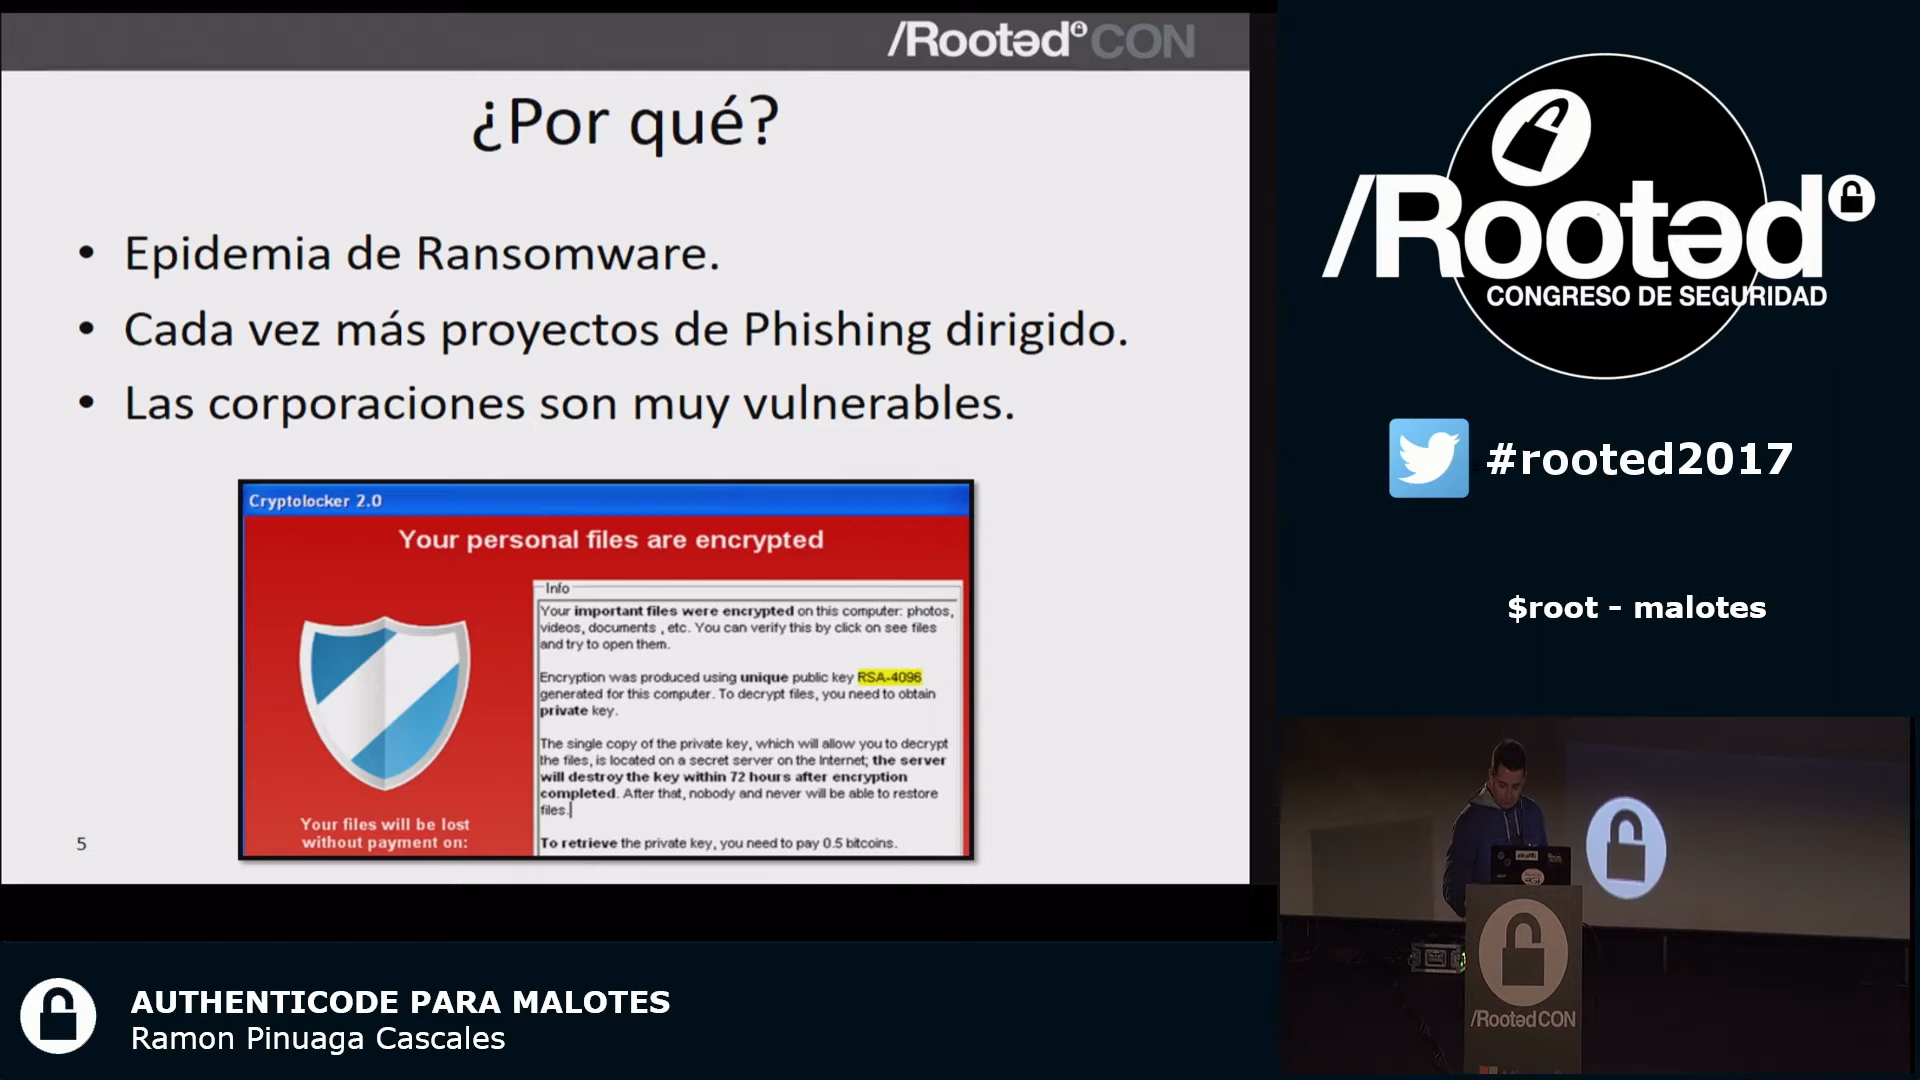 /Rootəd CON
¿Por qué?
• Epidemia de Ransomware.
• Cada vez más proyectos de Phishing dirigido.
• Las corporaciones son muy vulnerables.
Cryptolocker 2.0
Your personal files are encrypted
Info
Your important files were encrypted on this computer: photos,
videos, documents , etc. You can verify this by click on see files
and try to open them.
Encryption was produced using unique public key RSA-4096
generated for this computer. To decrypt files, you need to obtain
private key.
The single copy of the private key, which will allow you to decrypt
the files, is located on a secret server on the Internet; the server
will destroy the key within 72 hours after encryption
completed. After that, nobody and never will be able to restore
files.
To retrieve the private key, you need to pay 0.5 bitcoins.
Your files will be lost
without payment on:
5
/Rootəd
CONGRESO DE SEGURIDAD
#rooted2017
$root - malotes
/Rootəd CON
AUTHENTICODE PARA MALOTES
Ramon Pinuaga Cascales